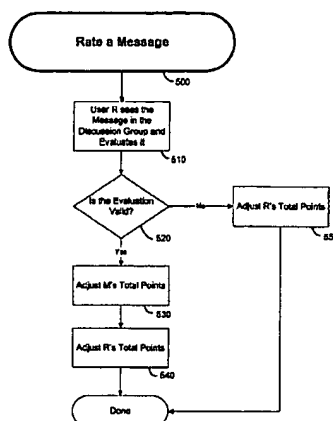 Rate a Message
500
User R sees the
Message in the
Discussion Group and
Evaluates it
510
Is the Evaluation
Valid?
520
No
Adjust R's Total Points
55
Yes
Adjust M's Total Points
530
Adjust R's Total Points
540
Done